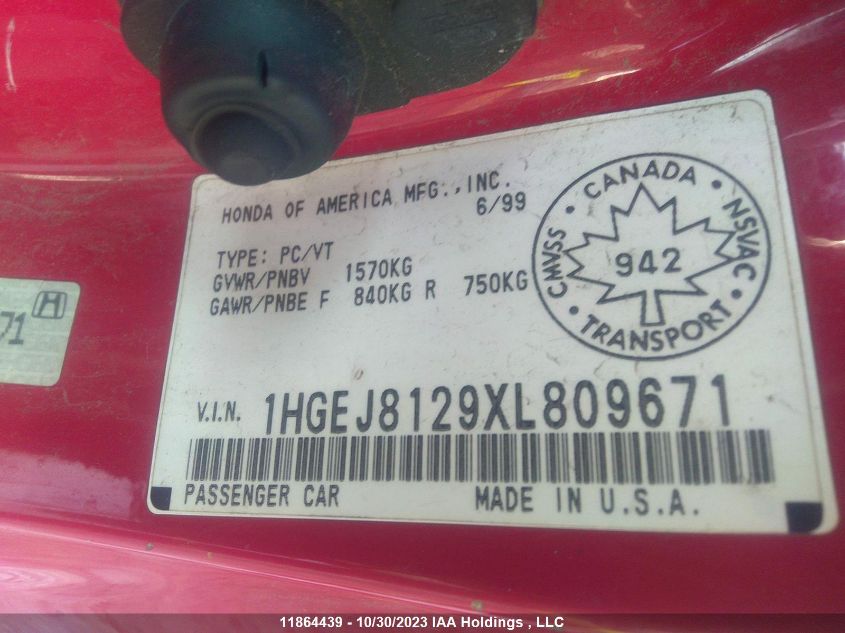 HONDA OF AMERICA MFG., INC.
6/99
TYPE: PC/VT
GVWR/PNBV 1570KG
GAWR/PNBE F 840KG R 750KG
CANADA
CMVSS 942 NSVAC
TRANSPORT
71
V.I.N. 1HGEJ8129XL809671
PASSENGER CAR MADE IN U.S.A.
11864439 - 10/30/2023 IAA Holdings , LLC